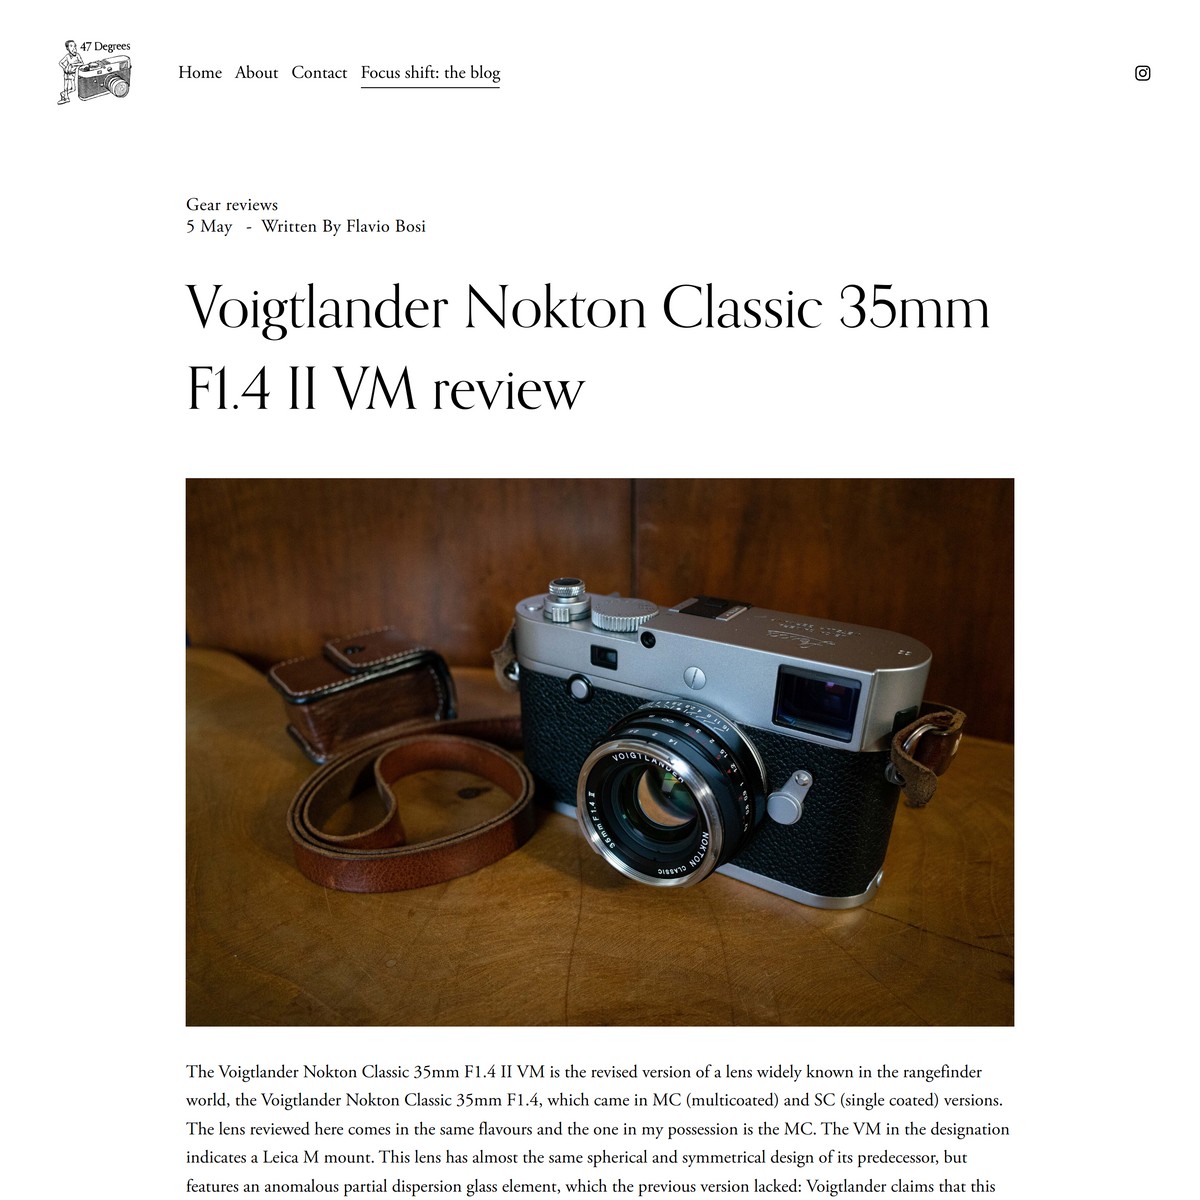 47 Degrees
Home About Contact Focus shift: the blog
Gear reviews
5 May - Written By Flavio Bosi
Voigtlander Nokton Classic 35mm
F1.4 II VM review
VOIGTLANDER
35mm F1.4 II
NOKTON CLASSIC
The Voigtlander Nokton Classic 35mm F1.4 II VM is the revised version of a lens widely known in the rangefinder
world, the Voigtlander Nokton Classic 35mm F1.4, which came in MC (multicoated) and SC (single coated) versions.
The lens reviewed here comes in the same flavours and the one in my possession is the MC. The VM in the designation
indicates a Leica M mount. This lens has almost the same spherical and symmetrical design of its predecessor, but
features an anomalous partial dispersion glass element, which the previous version lacked: Voigtlander claims that this